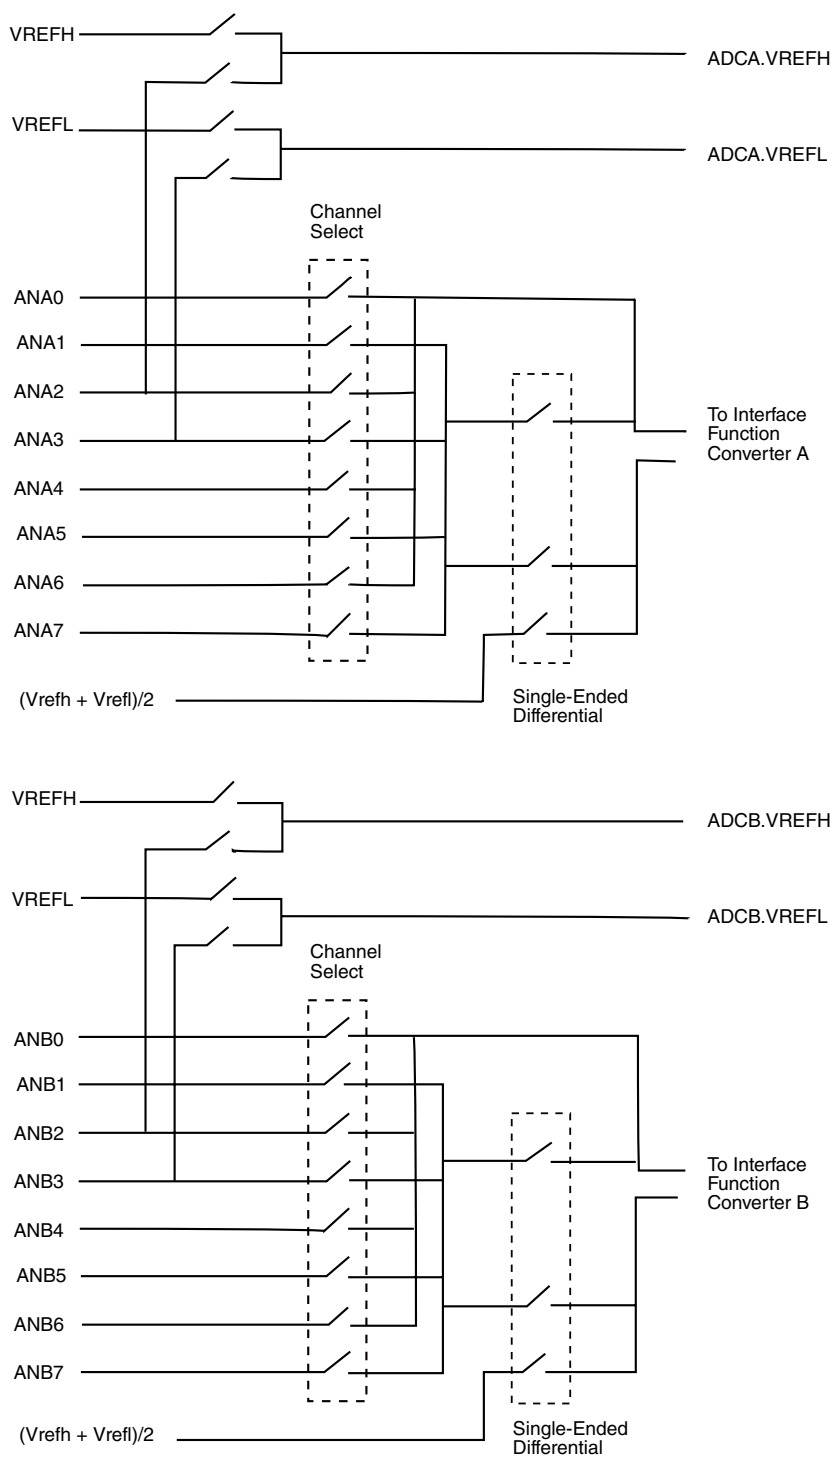 VREFH
ADCA.VREFH
VREFL
ADCA.VREFL
Channel
Select
ANA0
ANA1
ANA2
ANA3
ANA4
ANA5
ANA6
ANA7
To Interface
Function
Converter A
(Vrefh + Vrefl)/2
Single-Ended
Differential
VREFH
ADCB.VREFH
VREFL
ADCB.VREFL
Channel
Select
ANB0
ANB1
ANB2
ANB3
ANB4
ANB5
ANB6
ANB7
To Interface
Function
Converter B
(Vrefh + Vrefl)/2
Single-Ended
Differential